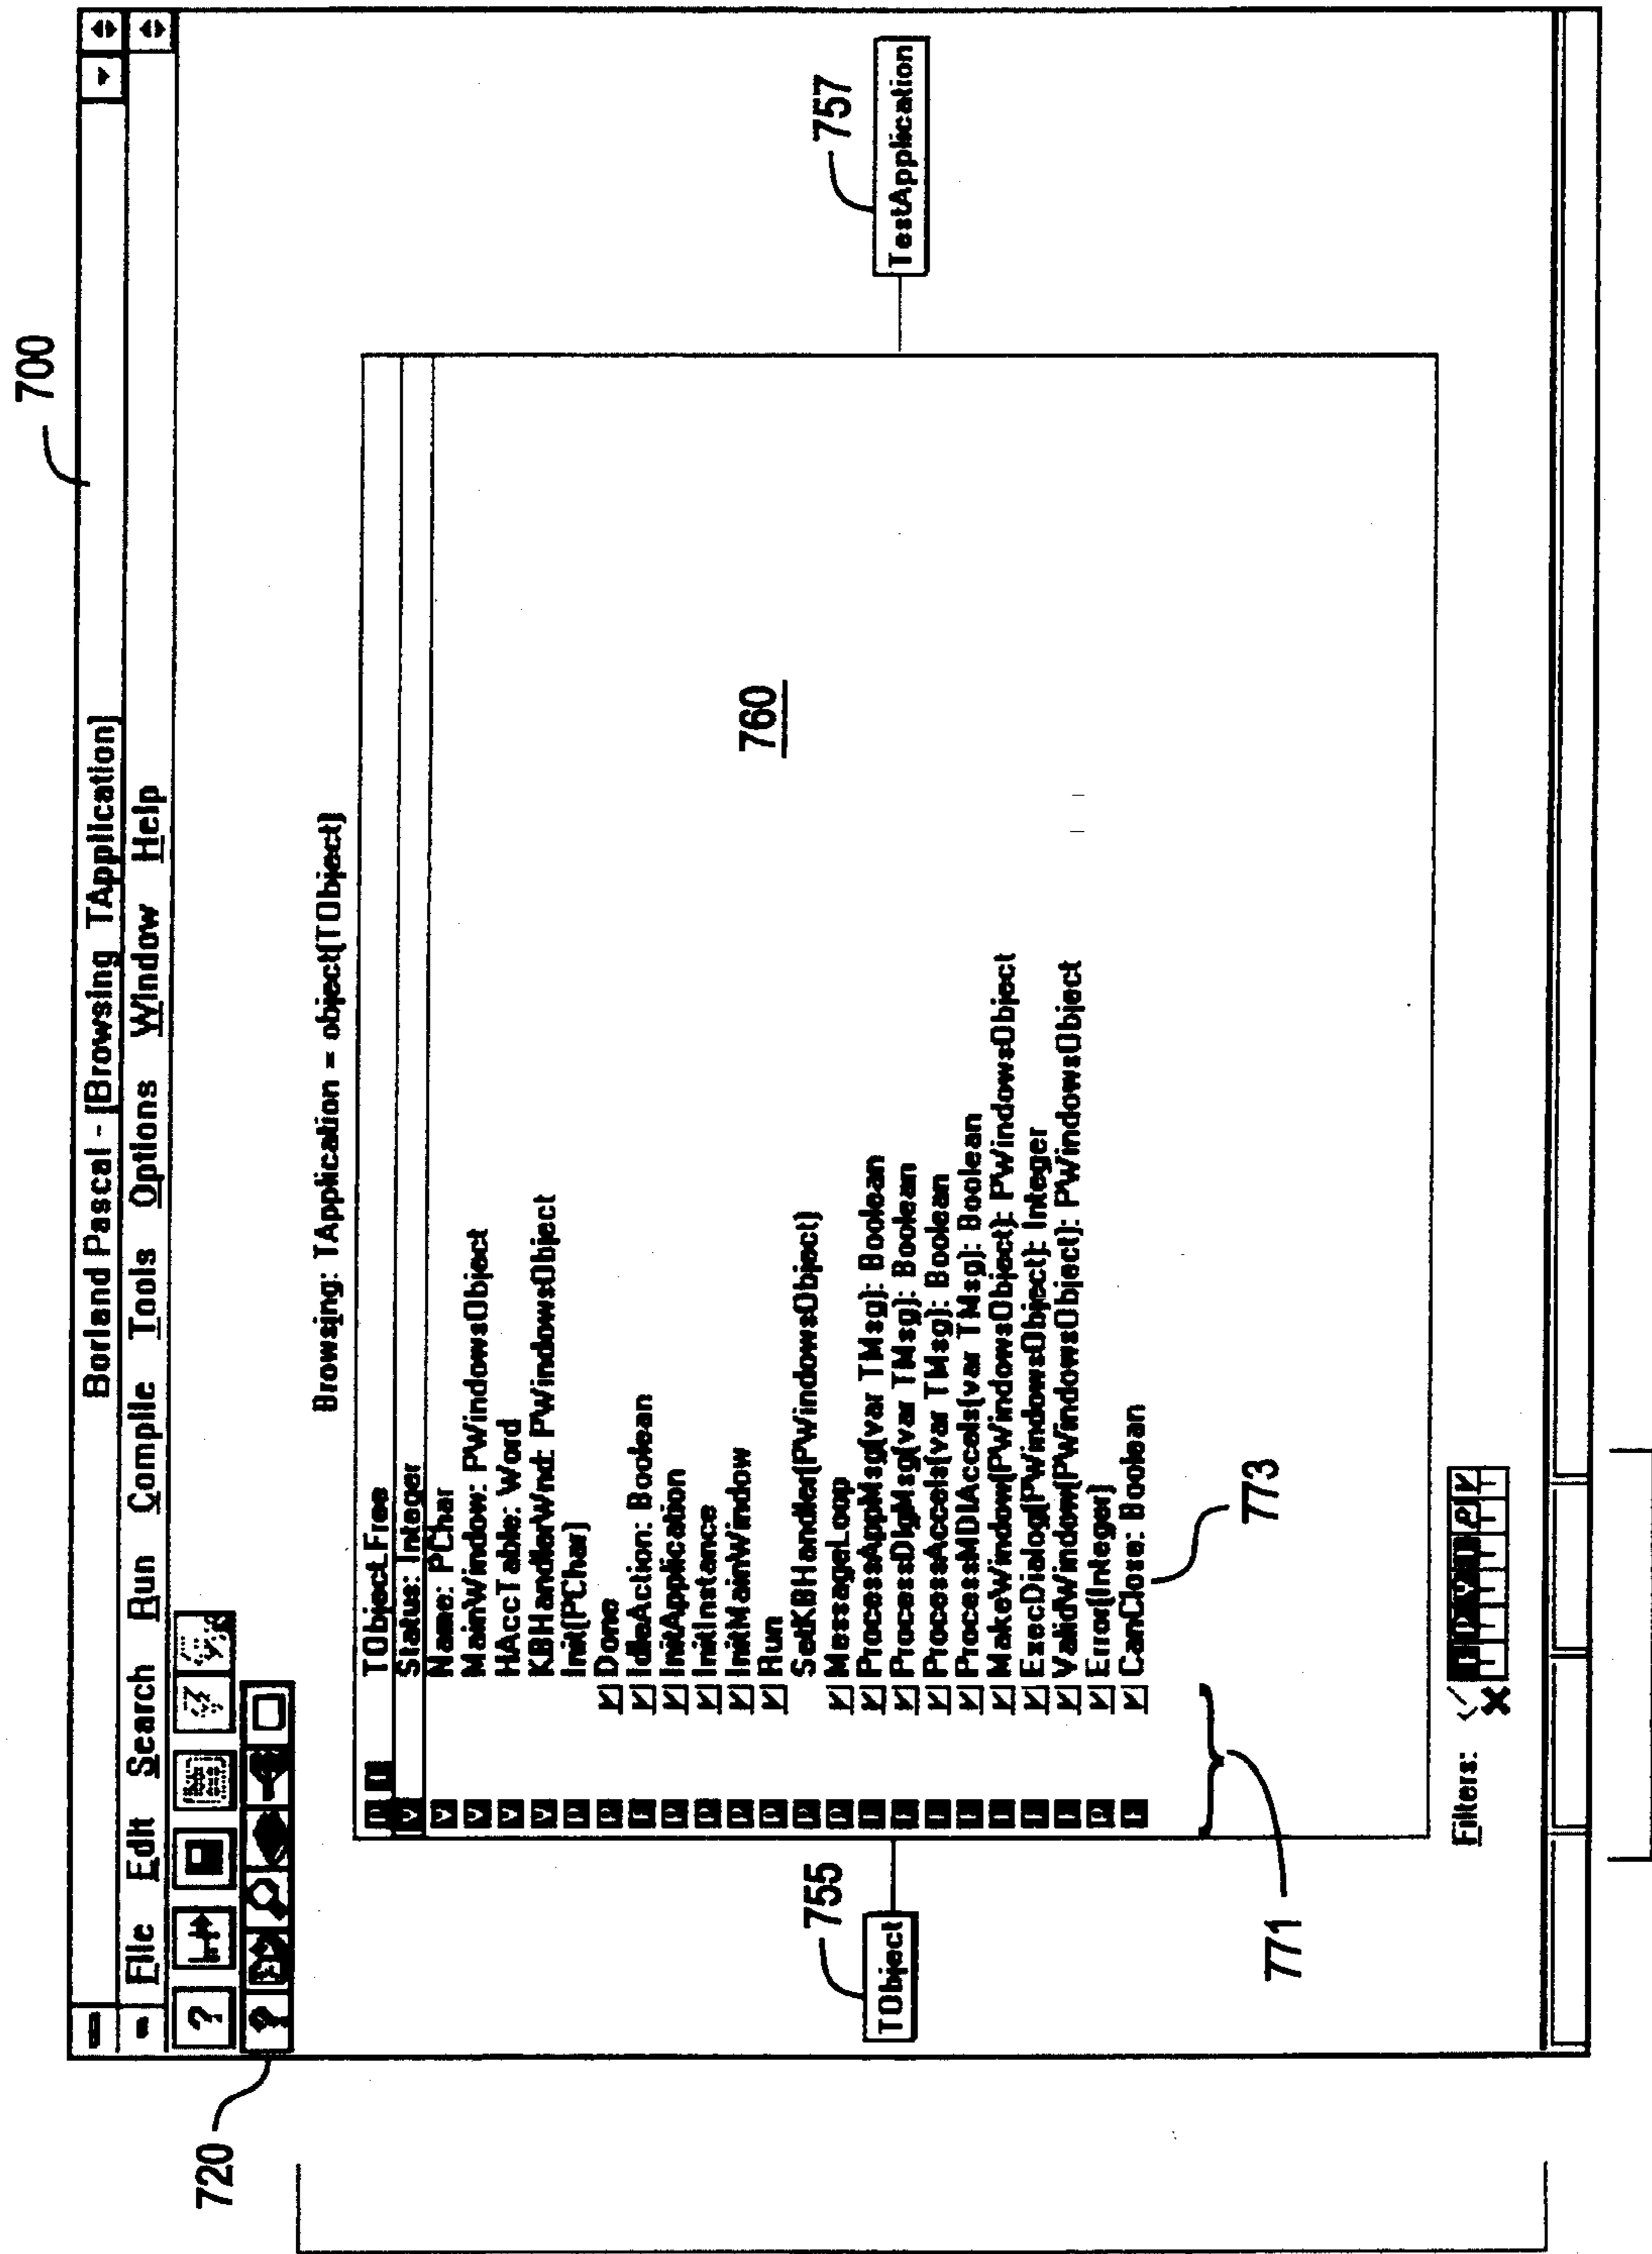 700
Borland Pascal - [Browsing TApplication]
File Edit Search Run Compile Tools Options Window Help
720
Browsing: TApplication = object(TObject)
P I TObject.Free
V Status: Integer
V Name: PChar
V MainWindow: PWindowsObject
V HAccTable: Word
V KBHandlerWnd: PWindowsObject
Init(PChar)
Done
IdleAction: Boolean
InitApplication
InitInstance
InitMainWindow
Run
SetKBHandler(PWindowsObject)
MessageLoop
ProcessAppMsg(var TMsg): Boolean
ProcessDlgMsg(var TMsg): Boolean
ProcessAccels(var TMsg): Boolean
ProcessMDIAccels(var TMsg): Boolean
MakeWindow(PWindowsObject): PWindowsObject
ExecDialog(PWindowsObject): Integer
ValidWindow(PWindowsObject): PWindowsObject
Error(Integer)
CanClose: Boolean
760
755
TObject
757
TestApplication
771
773
Filters: